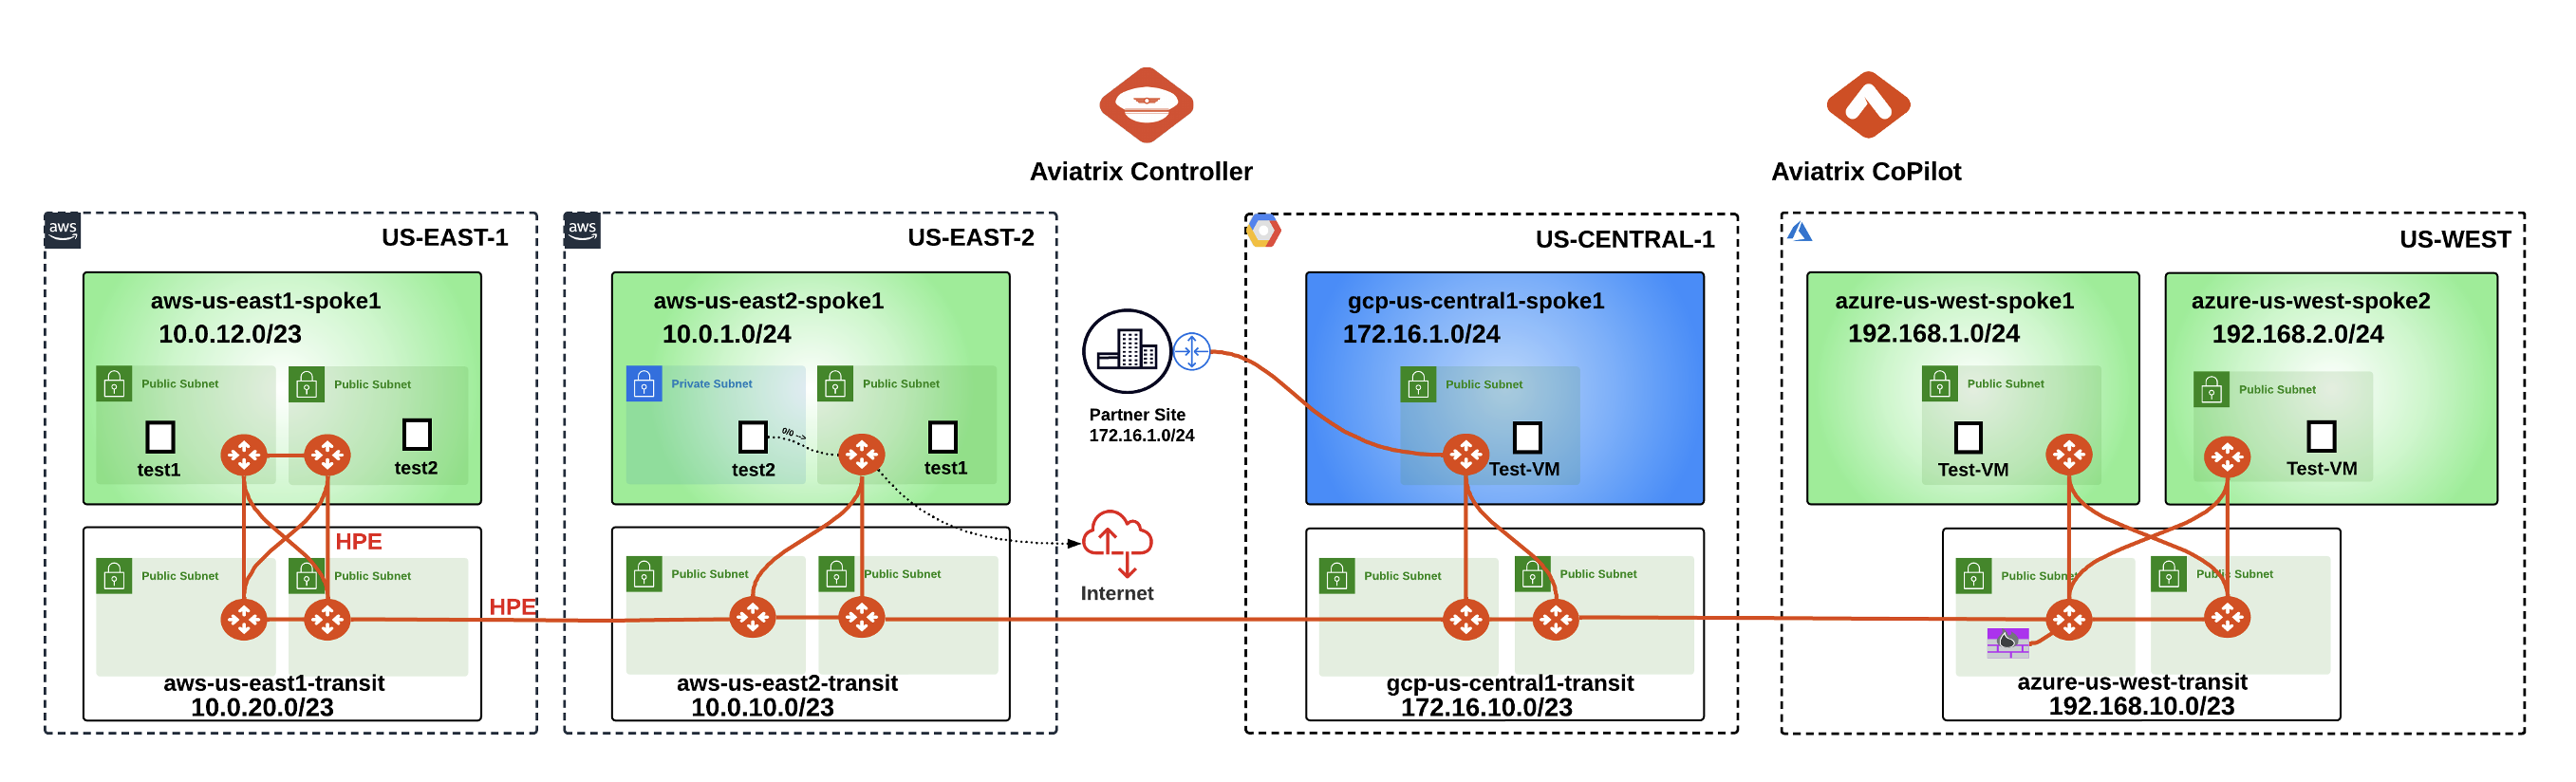 Aviatrix Controller
Aviatrix CoPilot
aws
US-EAST-1
aws-us-east1-spoke1
10.0.12.0/23
Public Subnet
Public Subnet
test1
test2
HPE
Public Subnet
Public Subnet
HPE
aws-us-east1-transit
10.0.20.0/23
aws
US-EAST-2
aws-us-east2-spoke1
10.0.1.0/24
Private Subnet
Public Subnet
0/0 -->
test2
test1
Public Subnet
Public Subnet
aws-us-east2-transit
10.0.10.0/23
Partner Site
172.16.1.0/24
Internet
US-CENTRAL-1
gcp-us-central1-spoke1
172.16.1.0/24
Public Subnet
Test-VM
Public Subnet
Public Subnet
gcp-us-central1-transit
172.16.10.0/23
US-WEST
azure-us-west-spoke1
192.168.1.0/24
Public Subnet
Test-VM
azure-us-west-spoke2
192.168.2.0/24
Public Subnet
Test-VM
Public Subnet
Public Subnet
azure-us-west-transit
192.168.10.0/23